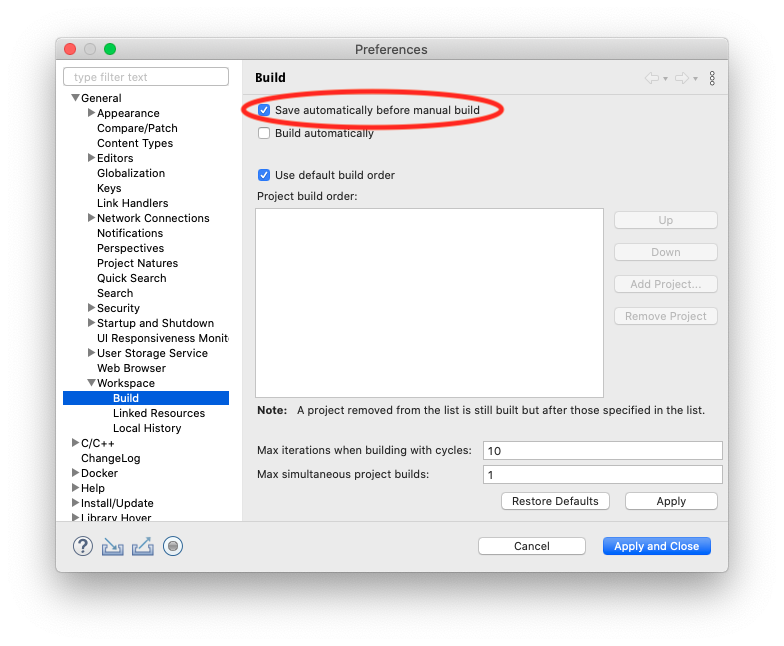 Preferences
type filter text
General
Appearance
Compare/Patch
Content Types
Editors
Globalization
Keys
Link Handlers
Network Connections
Notifications
Perspectives
Project Natures
Quick Search
Search
Security
Startup and Shutdown
UI Responsiveness Monit
User Storage Service
Web Browser
Workspace
Build
Linked Resources
Local History
C/C++
ChangeLog
Docker
Help
Install/Update
Library Hover
Build
Save automatically before manual build
Build automatically
Use default build order
Project build order:
Up
Down
Add Project...
Remove Project
Note: A project removed from the list is still built but after those specified in the list.
Max iterations when building with cycles: 10
Max simultaneous project builds: 1
Restore Defaults Apply
? Cancel Apply and Close